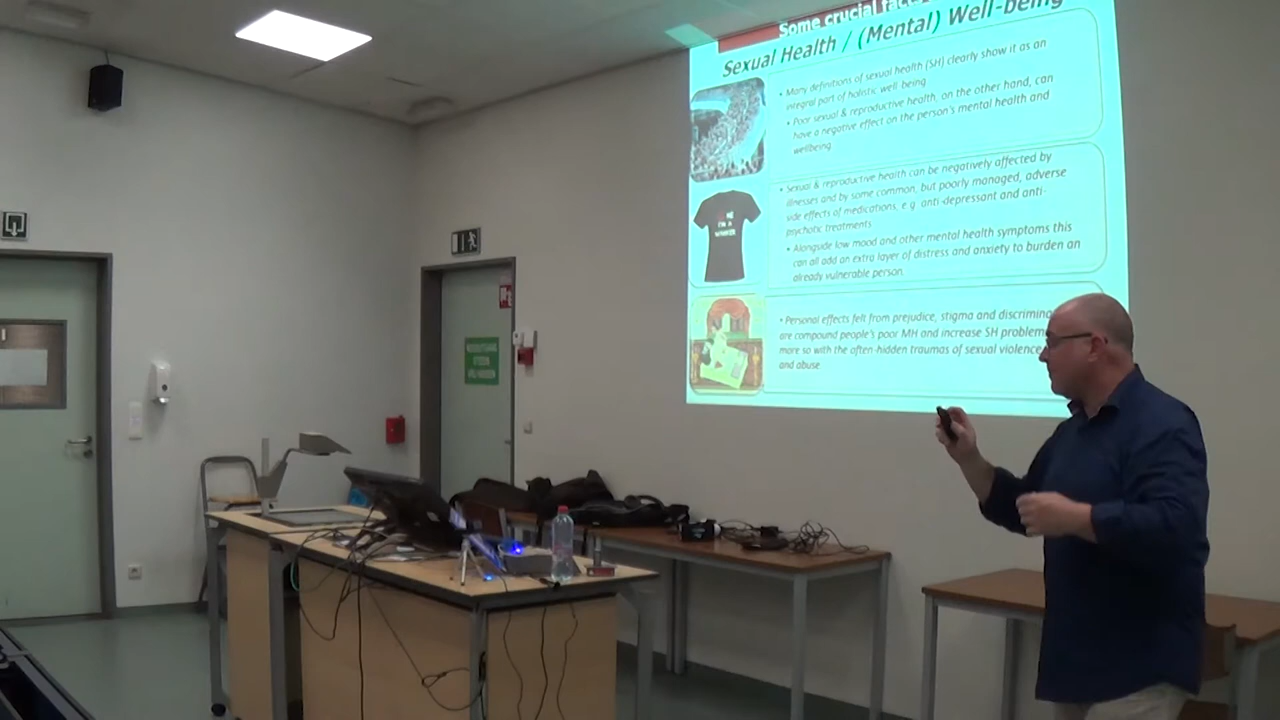 Some crucial fac
Sexual Health / (Mental) Well-being
• Many definitions of sexual health (SH) clearly show it as an
integral part of holistic well-being
• Poor sexual & reproductive health, on the other hand, can
have a negative effect on the person's mental health and
wellbeing
• Sexual & reproductive health can be negatively affected by
illnesses and by some common, but poorly managed, adverse
side effects of medications, e.g. anti-depressant and anti-
psychotic treatments
• Alongside low mood and other mental health symptoms this
can all add an extra layer of distress and anxiety to burden an
already vulnerable person.
• Personal effects felt from prejudice, stigma and discrimina
are compound people's poor MH and increase SH problem
more so with the often-hidden traumas of sexual violence
and abuse
ME
I'M A